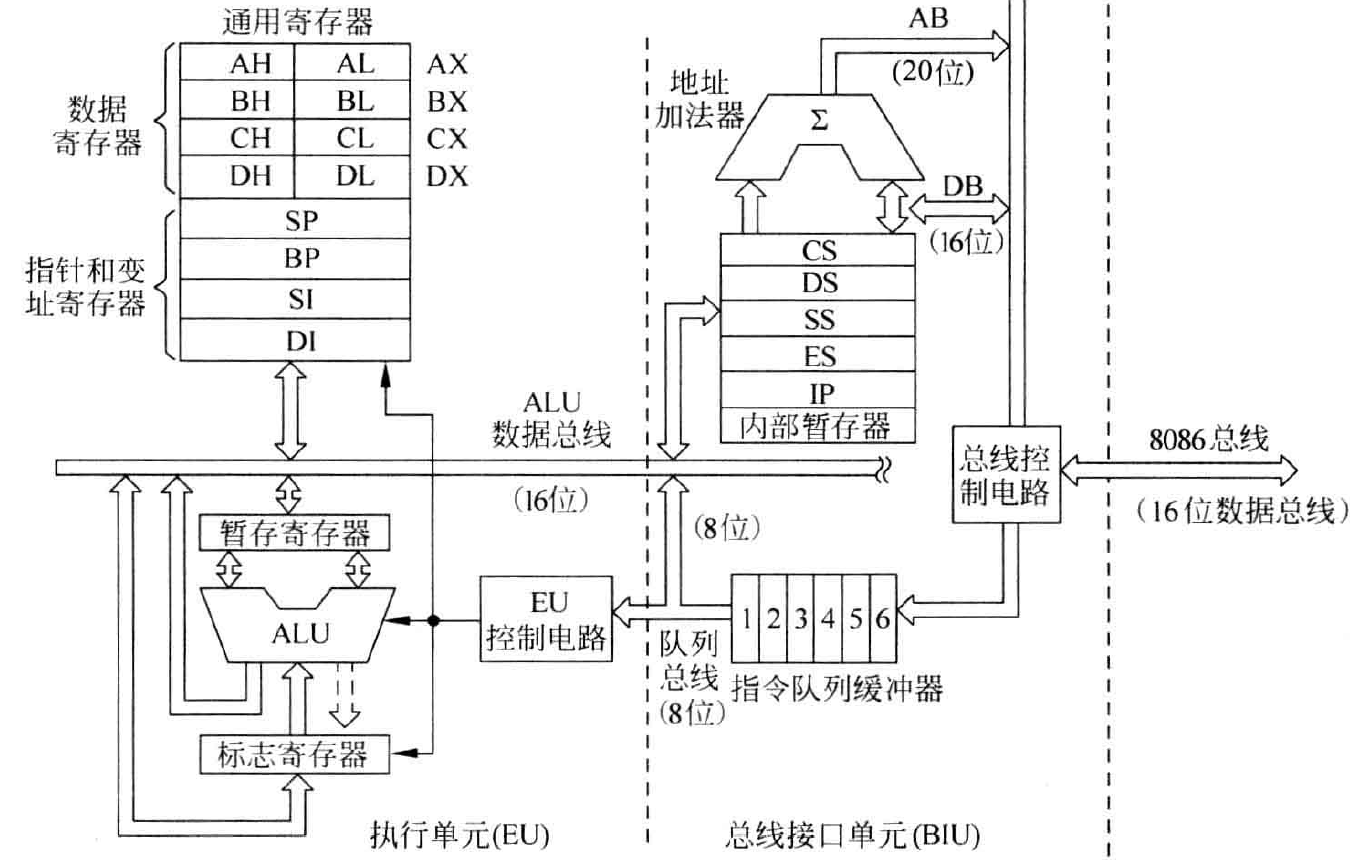 通用寄存器
AH AL AX
BH BL BX
CH CL CX
DH DL DX
数据
寄存器
SP
BP
SI
DI
指针和变
址寄存器
AB
(20位)
地址
加法器
Σ
DB
(16位)
CS
DS
SS
ES
IP
内部暂存器
ALU
数据总线
(16位)
(8位)
总线控
制电路
8086总线
(16位数据总线)
暂存寄存器
ALU
EU
控制电路
队列
总线
(8位)
1 2 3 4 5 6
指令队列缓冲器
标志寄存器
执行单元(EU)
总线接口单元(BIU)